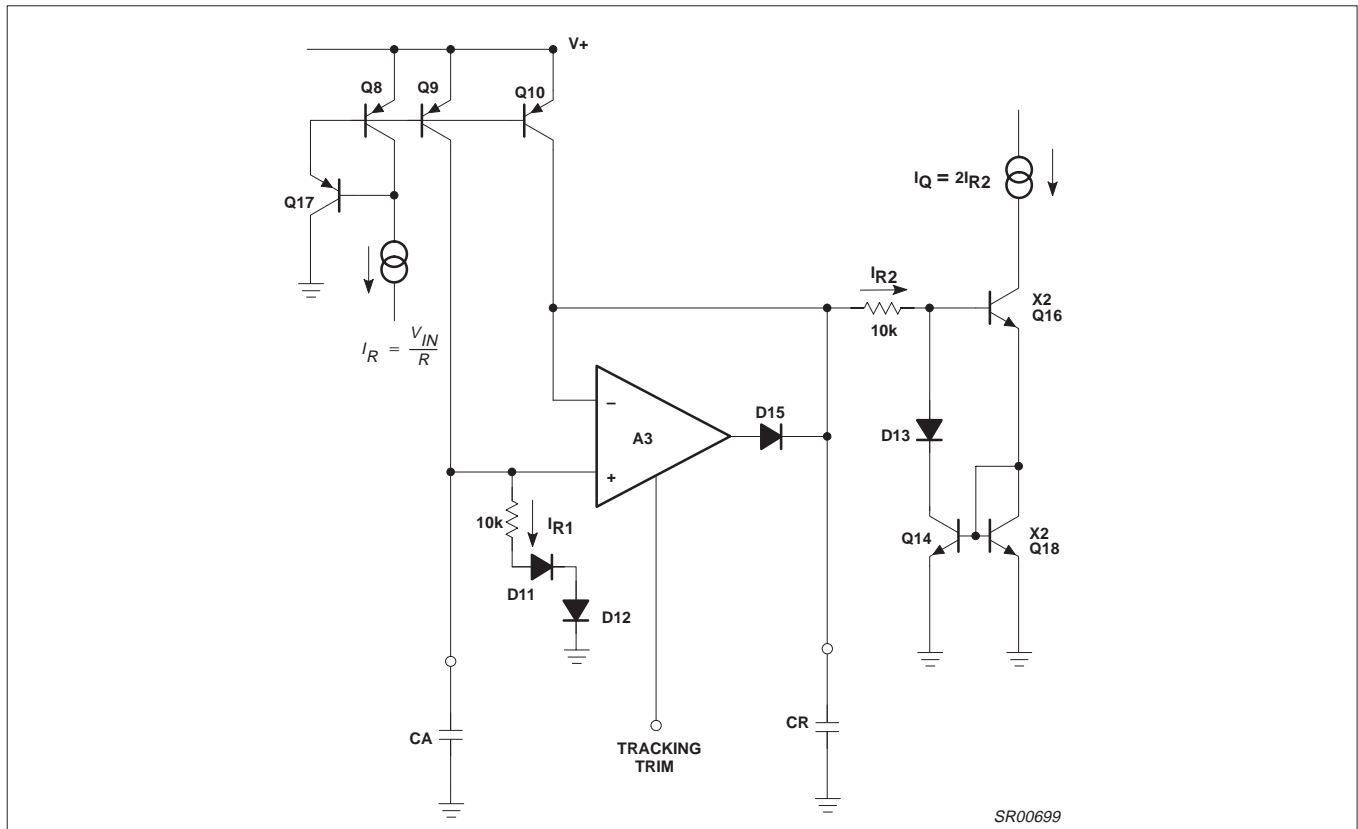 V+
Q8
Q9
Q10
Q17
I_R = V_IN / R
I_Q = 2I_R2
I_R2
10k
X2
Q16
–
A3
+
D15
D13
10k
I_R1
D11
D12
Q14
X2
Q18
CA
TRACKING
TRIM
CR
SR00699